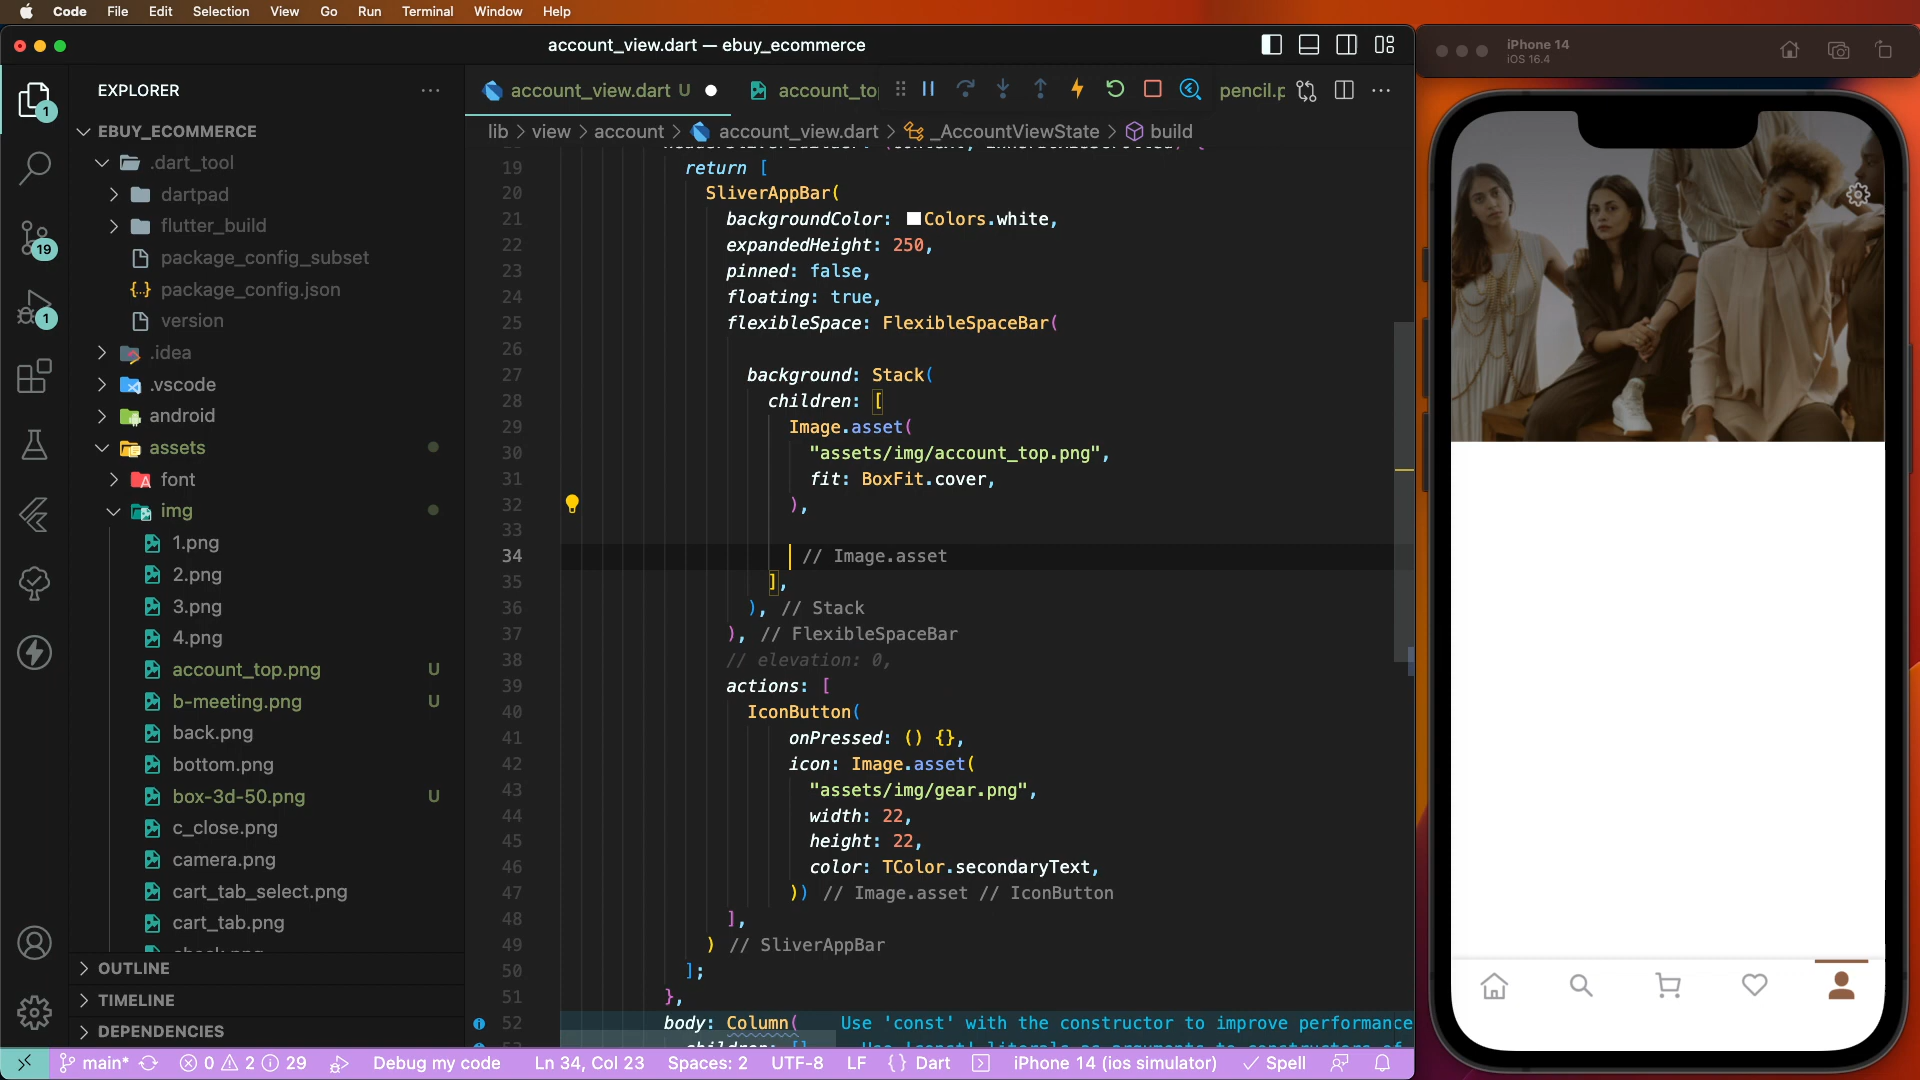 Code File Edit Selection View Go Run Terminal Window Help
account_view.dart — ebuy_ecommerce
iPhone 14
iOS 16.4
EXPLORER
account_view.dart U
account_to
pencil.p
lib > view > account > account_view.dart > _AccountViewState > build
EBUY_ECOMMERCE
.dart_tool
dartpad
flutter_build
package_config_subset
package_config.json
version
.idea
.vscode
android
assets
font
img
1.png
2.png
3.png
4.png
account_top.png U
b-meeting.png U
back.png
bottom.png
box-3d-50.png U
c_close.png
camera.png
cart_tab_select.png
cart_tab.png
OUTLINE
TIMELINE
DEPENDENCIES
1
19
1
19 return [
20 SliverAppBar(
21 backgroundColor: Colors.white,
22 expandedHeight: 250,
23 pinned: false,
24 floating: true,
25 flexibleSpace: FlexibleSpaceBar(
26
27 background: Stack(
28 children: [
29 Image.asset(
30 "assets/img/account_top.png",
31 fit: BoxFit.cover,
32 ),
33
34 // Image.asset
35 ],
36 ), // Stack
37 ), // FlexibleSpaceBar
38 // elevation: 0,
39 actions: [
40 IconButton(
41 onPressed: () {},
42 icon: Image.asset(
43 "assets/img/gear.png",
44 width: 22,
45 height: 22,
46 color: TColor.secondaryText,
47 )) // Image.asset // IconButton
48 ],
49 ) // SliverAppBar
50 ];
51 },
52 body: Column( Use 'const' with the constructor to improve performance
main* 0 2 29 Debug my code Ln 34, Col 23 Spaces: 2 UTF-8 LF {} Dart iPhone 14 (ios simulator) Spell